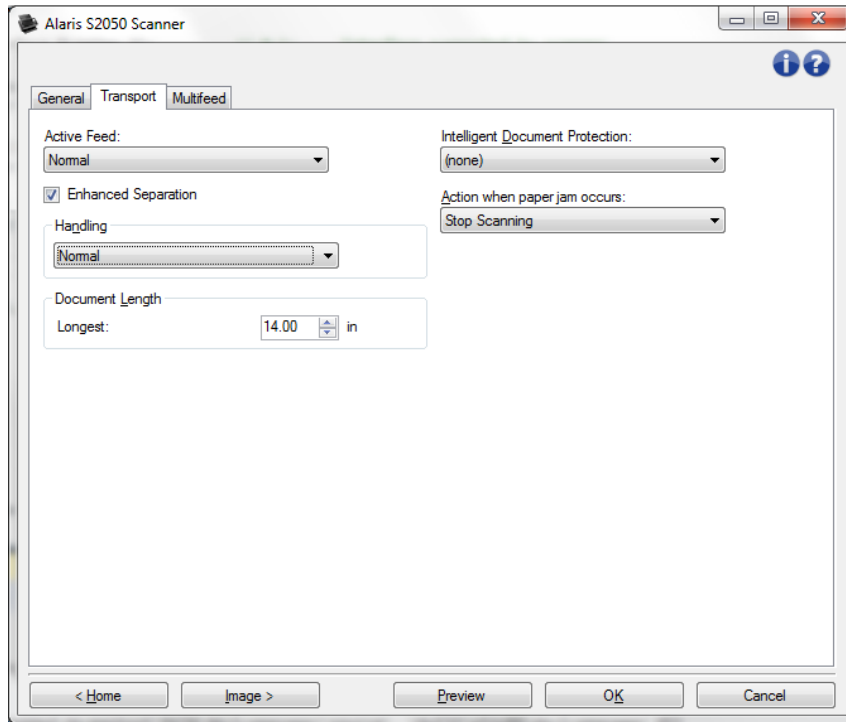 Alaris S2050 Scanner
General Transport Multifeed
Active Feed:
Normal
Enhanced Separation
Handling
Normal
Document Length
Longest: 14.00 in
Intelligent Document Protection:
(none)
Action when paper jam occurs:
Stop Scanning
< Home Image > Preview OK Cancel